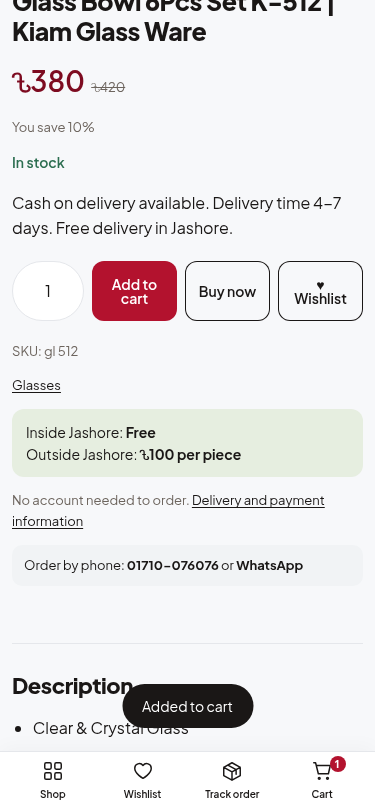 Glass Bowl 6Pcs Set K-512 |
Kiam Glass Ware
৳380 ৳420
You save 10%
In stock
Cash on delivery available. Delivery time 4–7
days. Free delivery in Jashore.
1
Add to
cart
Buy now
♥
Wishlist
SKU: gl 512
Glasses
Inside Jashore: Free
Outside Jashore: ৳100 per piece
No account needed to order. Delivery and payment
information
Order by phone: 01710-076076 or WhatsApp
Description
Added to cart
Clear & Crystal Glass
Shop
Wishlist
Track order
1
Cart